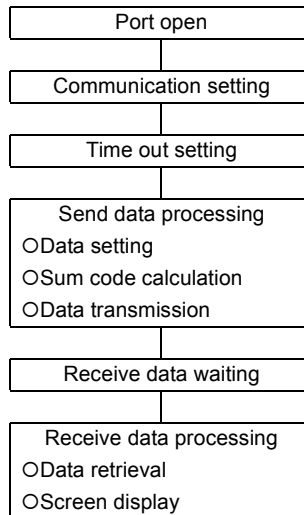 Port open
Communication setting
Time out setting
Send data processing
○Data setting
○Sum code calculation
○Data transmission
Receive data waiting
Receive data processing
○Data retrieval
○Screen display